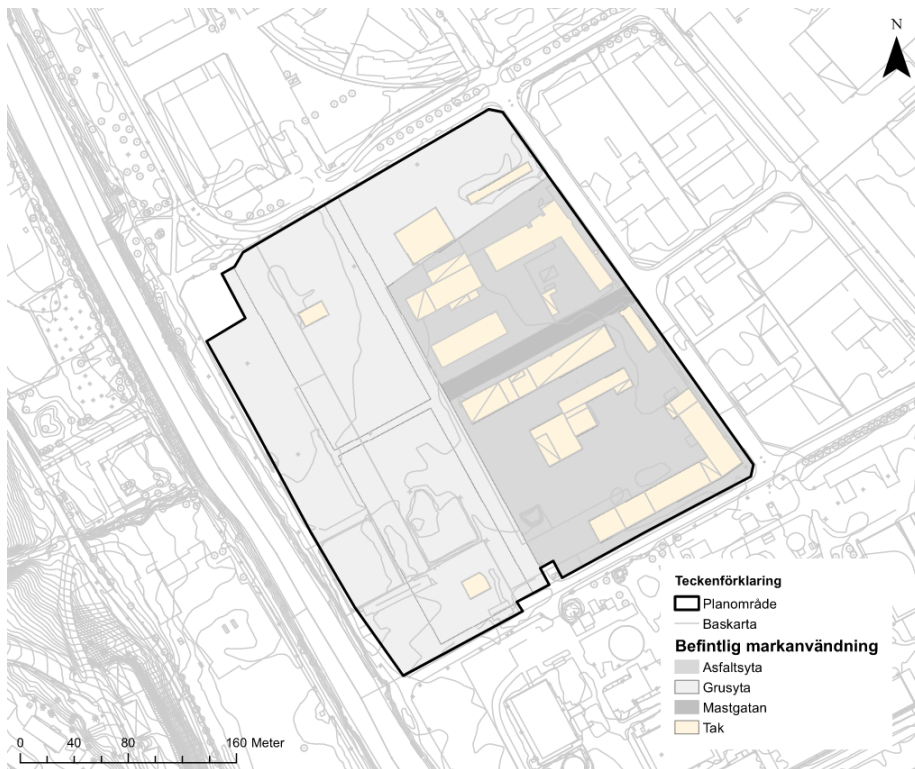 N
Teckenförklaring
Planområde
Baskarta
Befintlig markanvändning
Asfaltsyta
Grusyta
Mastgatan
Tak
0 40 80 160 Meter